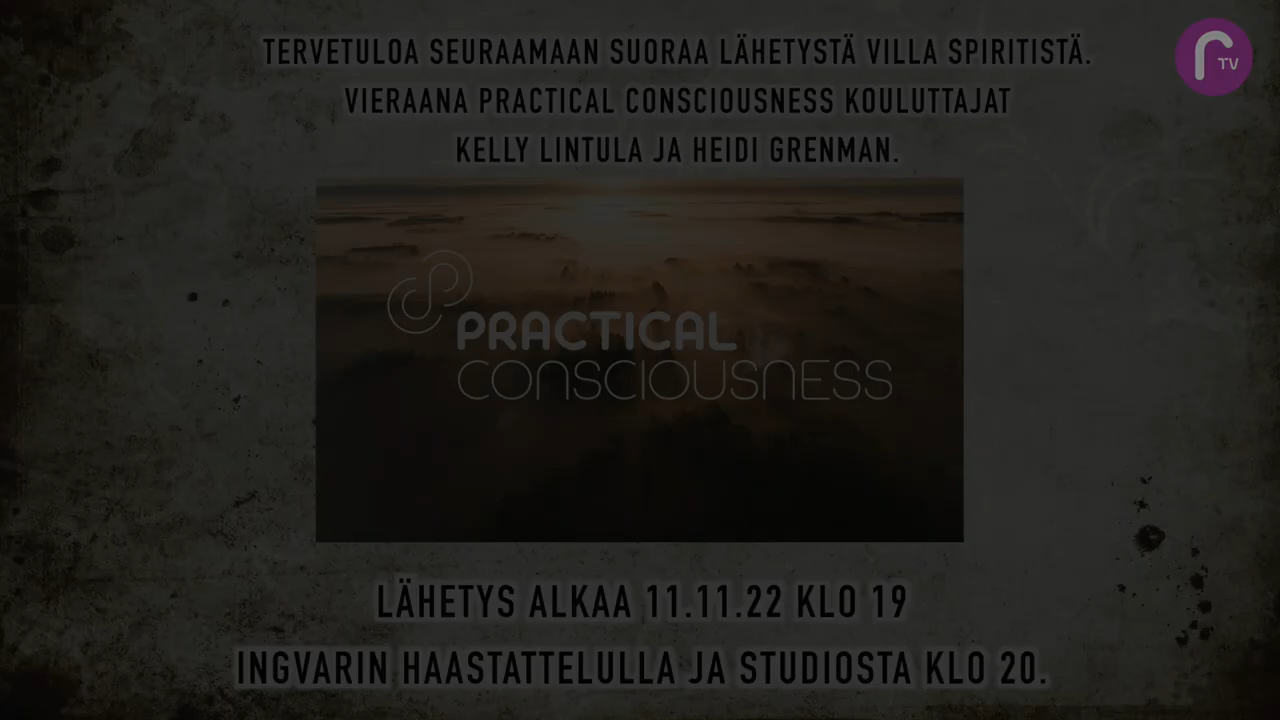 TERVETULOA SEURAAMAAN SUORAA LÄHETYSTÄ VILLA SPIRITISTÄ.
VIERAANA PRACTICAL CONSCIOUSNESS KOULUTTAJAT
KELLY LINTULA JA HEIDI GRENMAN.
r TV
PRACTICAL
CONSCIOUSNESS
LÄHETYS ALKAA 11.11.22 KLO 19
INGVARIN HAASTATTELULLA JA STUDIOSTA KLO 20.